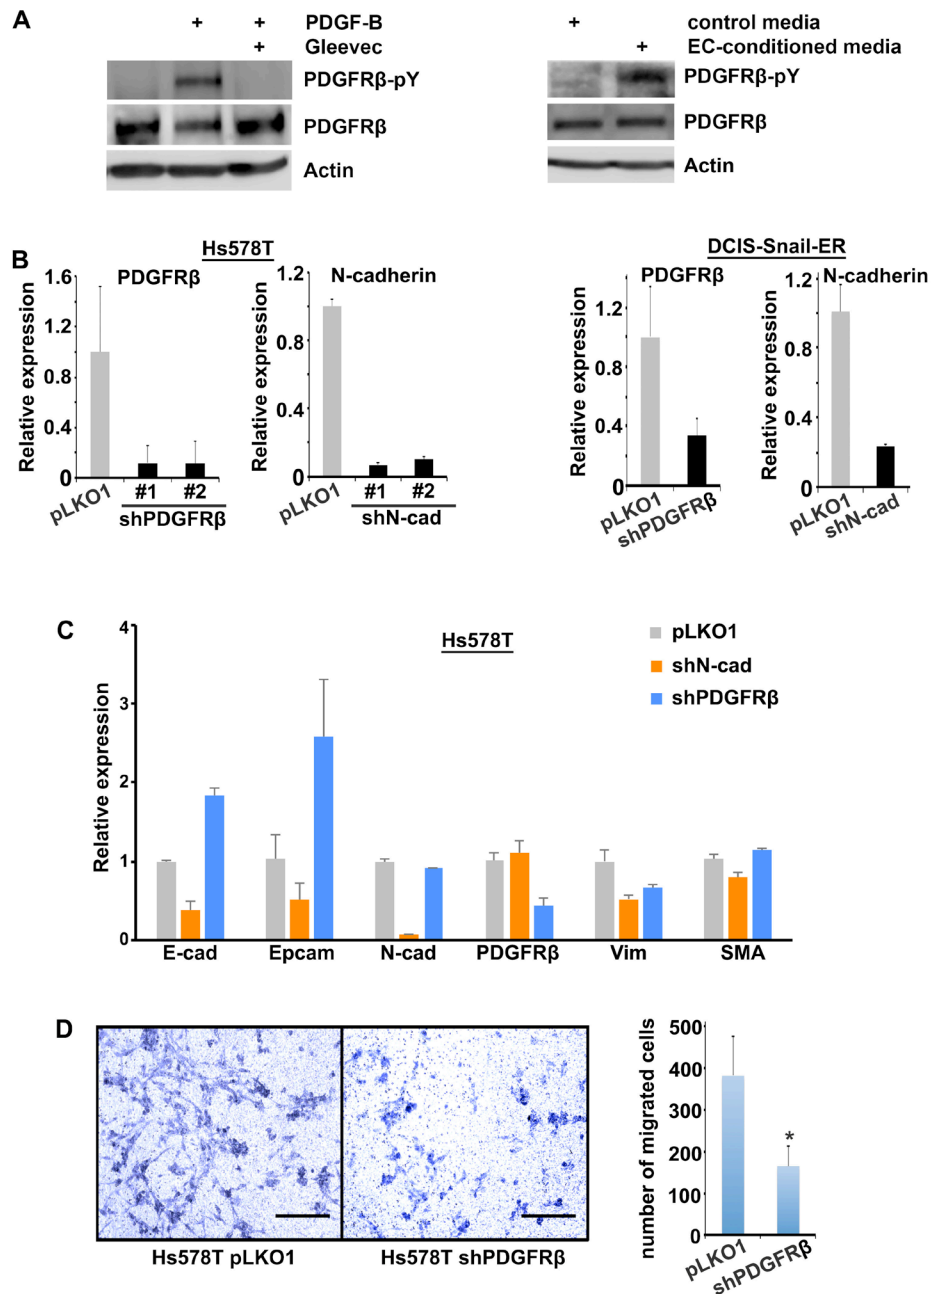 A
+ + PDGF-B
+ Gleevec
PDGFRβ-pY
PDGFRβ
Actin
+ control media
+ EC-conditioned media
PDGFRβ-pY
PDGFRβ
Actin
B
Hs578T
PDGFRβ
Relative expression
1.6
1.2
0.8
0.4
0
pLKO1
#1 #2
shPDGFRβ
N-cadherin
Relative expression
1.2
0.8
0.4
0
pLKO1
#1 #2
shN-cad
DCIS-Snail-ER
PDGFRβ
Relative expression
1.2
0.8
0.4
0
pLKO1
shPDGFRβ
N-cadherin
Relative expression
1.2
0.8
0.4
0
pLKO1
shN-cad
C
Hs578T
pLKO1
shN-cad
shPDGFRβ
Relative expression
4
3
2
1
0
E-cad Epcam N-cad PDGFRβ Vim SMA
D
Hs578T pLKO1 Hs578T shPDGFRβ
number of migrated cells
500
400
300
200
100
0
*
pLKO1
shPDGFRβ